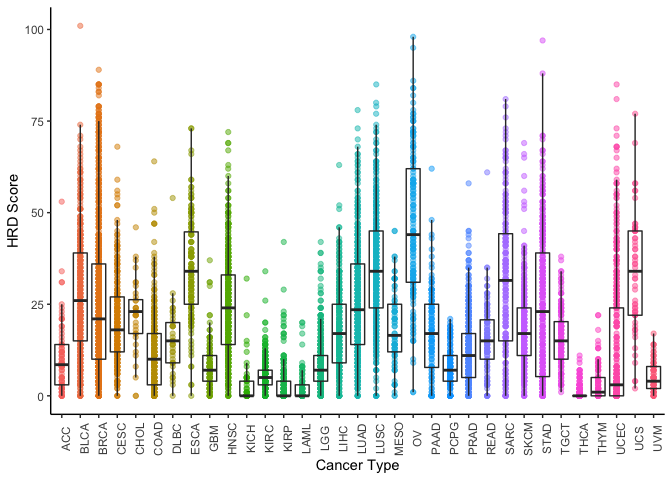 HRD Score
100
75
50
25
0
ACC
BLCA
BRCA
CESC
CHOL
COAD
DLBC
ESCA
GBM
HNSC
KICH
KIRC
KIRP
LAML
LGG
LIHC
LUAD
LUSC
MESO
OV
PAAD
PCPG
PRAD
READ
SARC
SKCM
STAD
TGCT
THCA
THYM
UCEC
UCS
UVM
Cancer Type